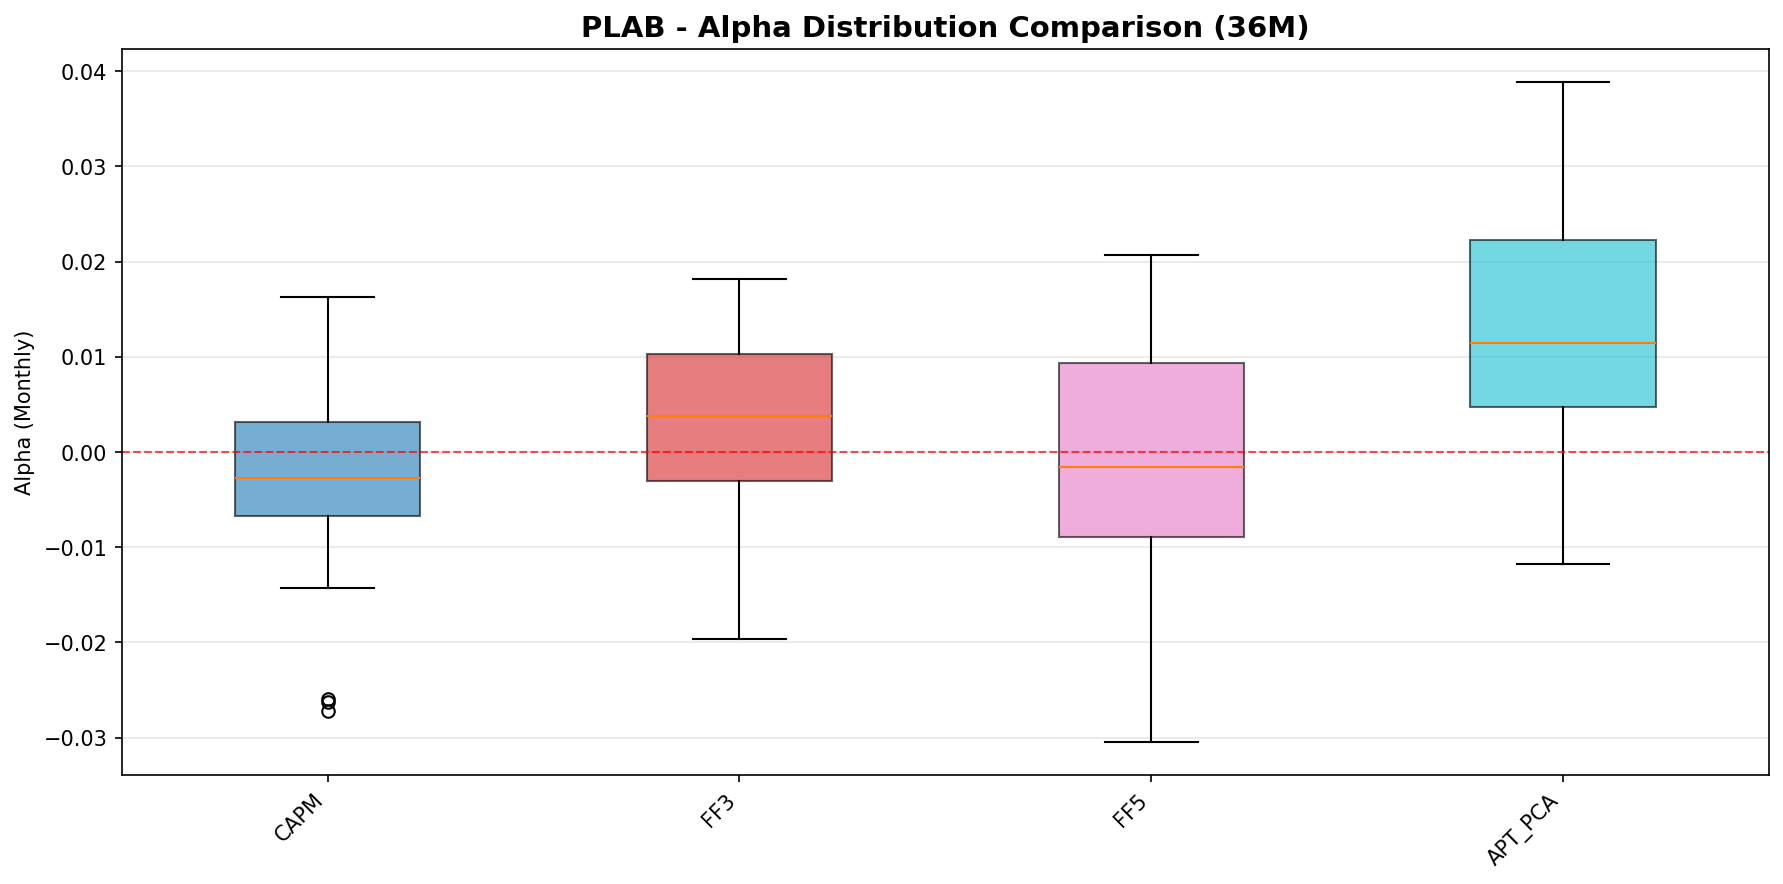 PLAB - Alpha Distribution Comparison (36M)
Alpha (Monthly)
0.04
0.03
0.02
0.01
0.00
−0.01
−0.02
−0.03
CAPM
FF3
FF5
APT_PCA